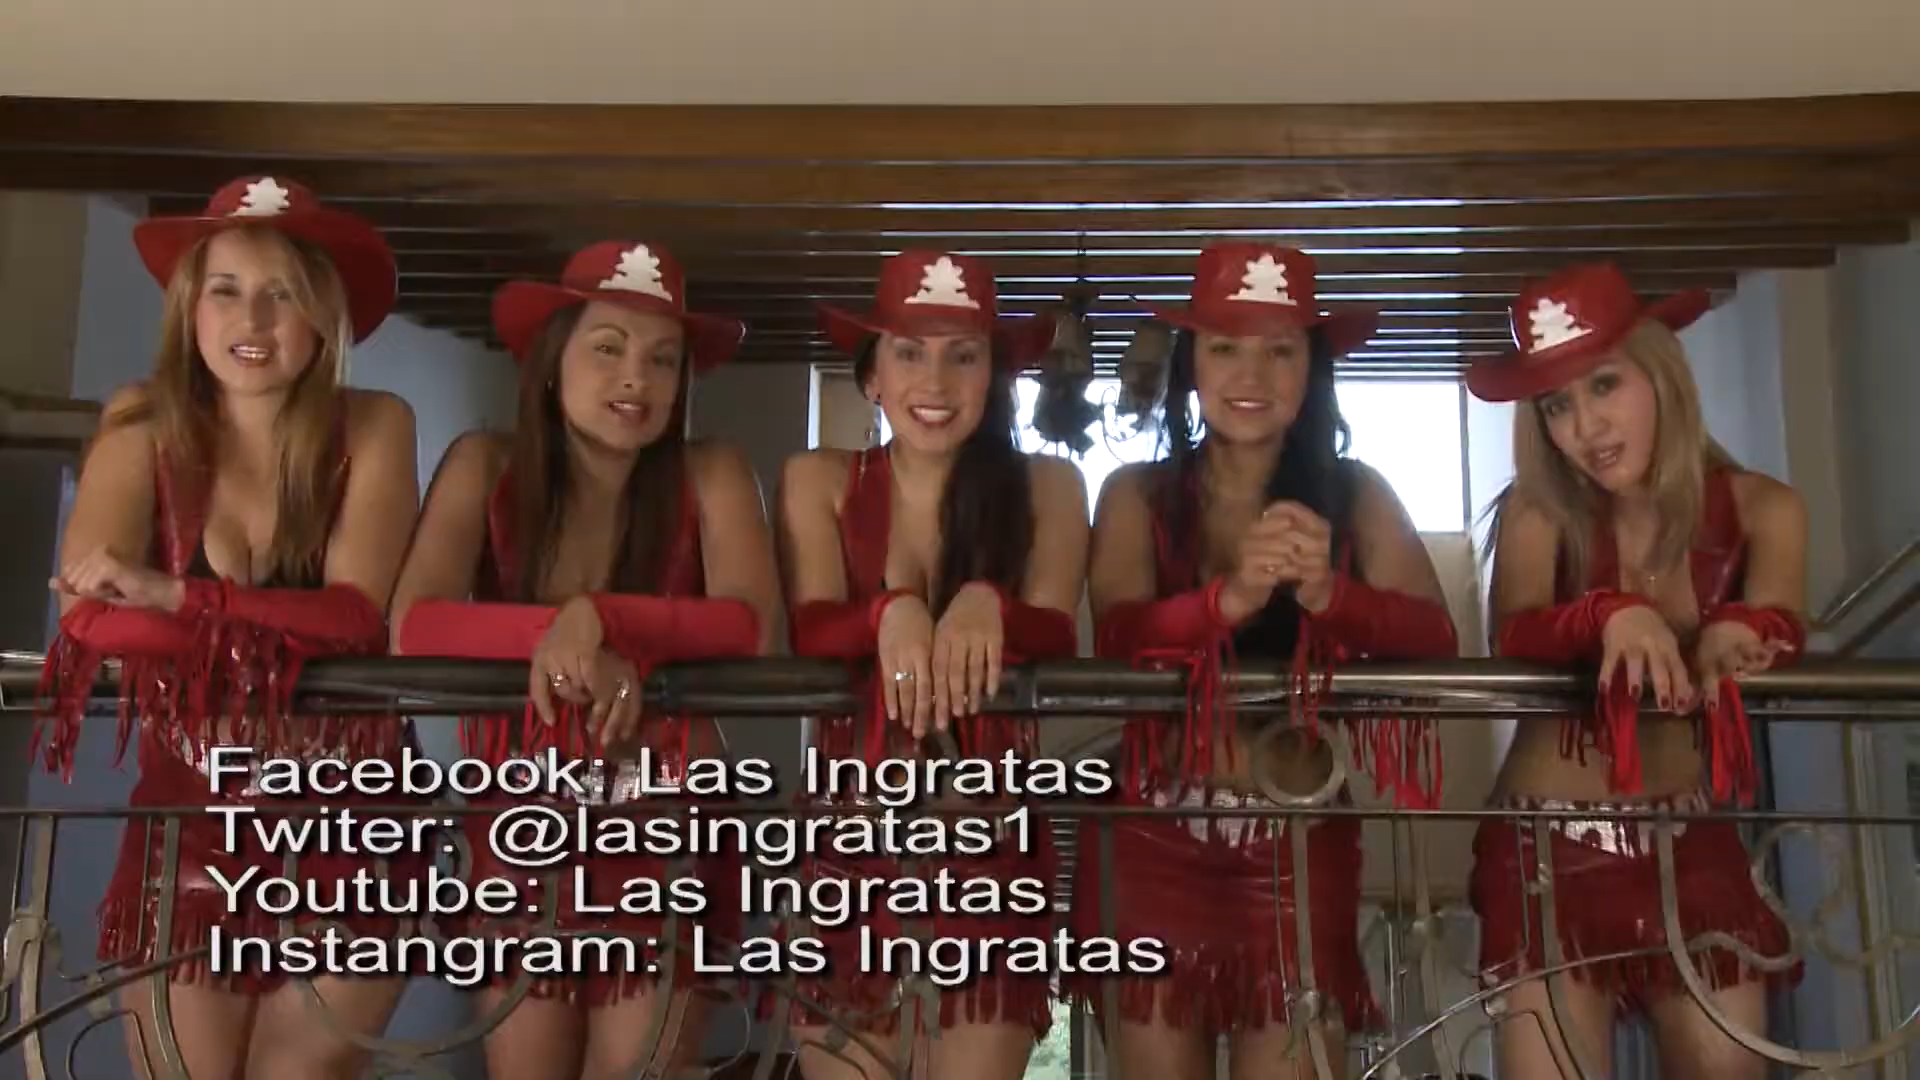 Facebook: Las Ingratas
Twiter: @lasingratas1
Youtube: Las Ingratas
Instangram: Las Ingratas